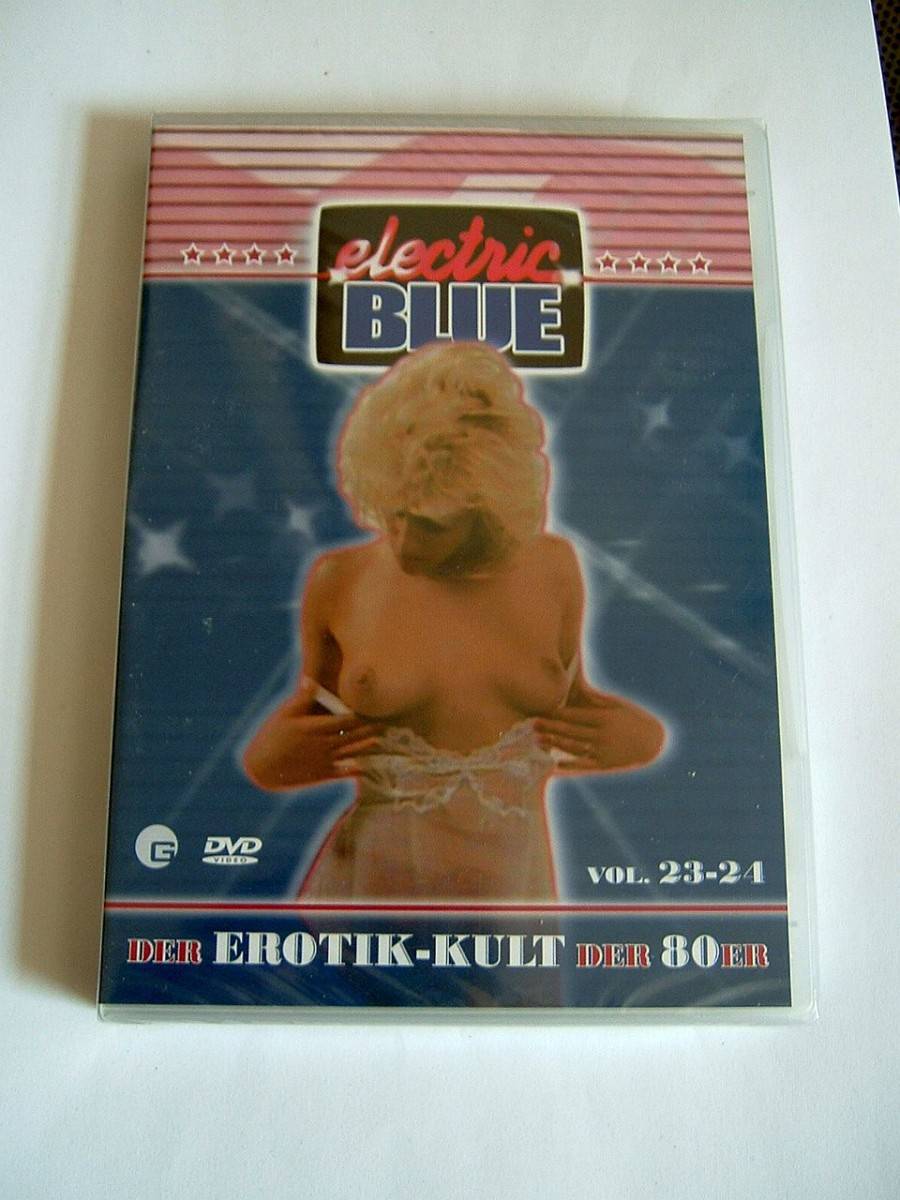 electric
BLUE
DVD
VIDEO
VOL. 23-24
DER EROTIK-KULT DER 80ER